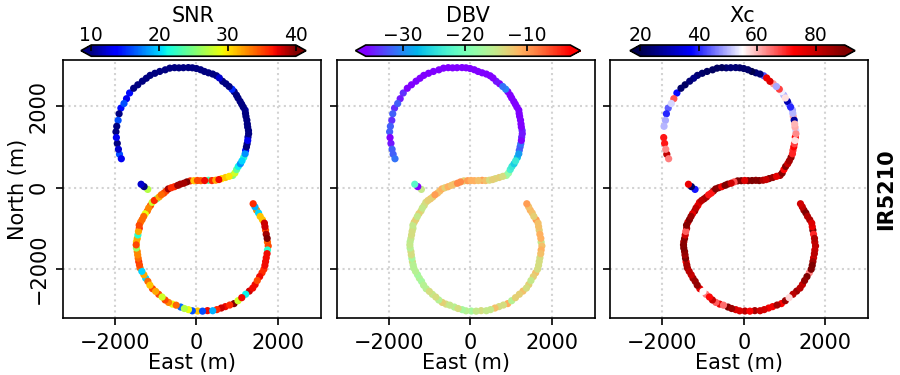 SNR DBV Xc
10 20 30 40 −30 −20 −10 20 40 60 80
North (m)
2000
0
−2000
IR5210
−2000 0 2000 −2000 0 2000 −2000 0 2000
East (m) East (m) East (m)